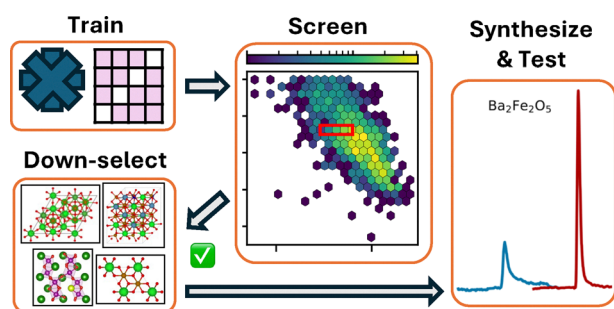 Train
Screen
Synthesize
& Test
Ba₂Fe₂O₅
Down-select